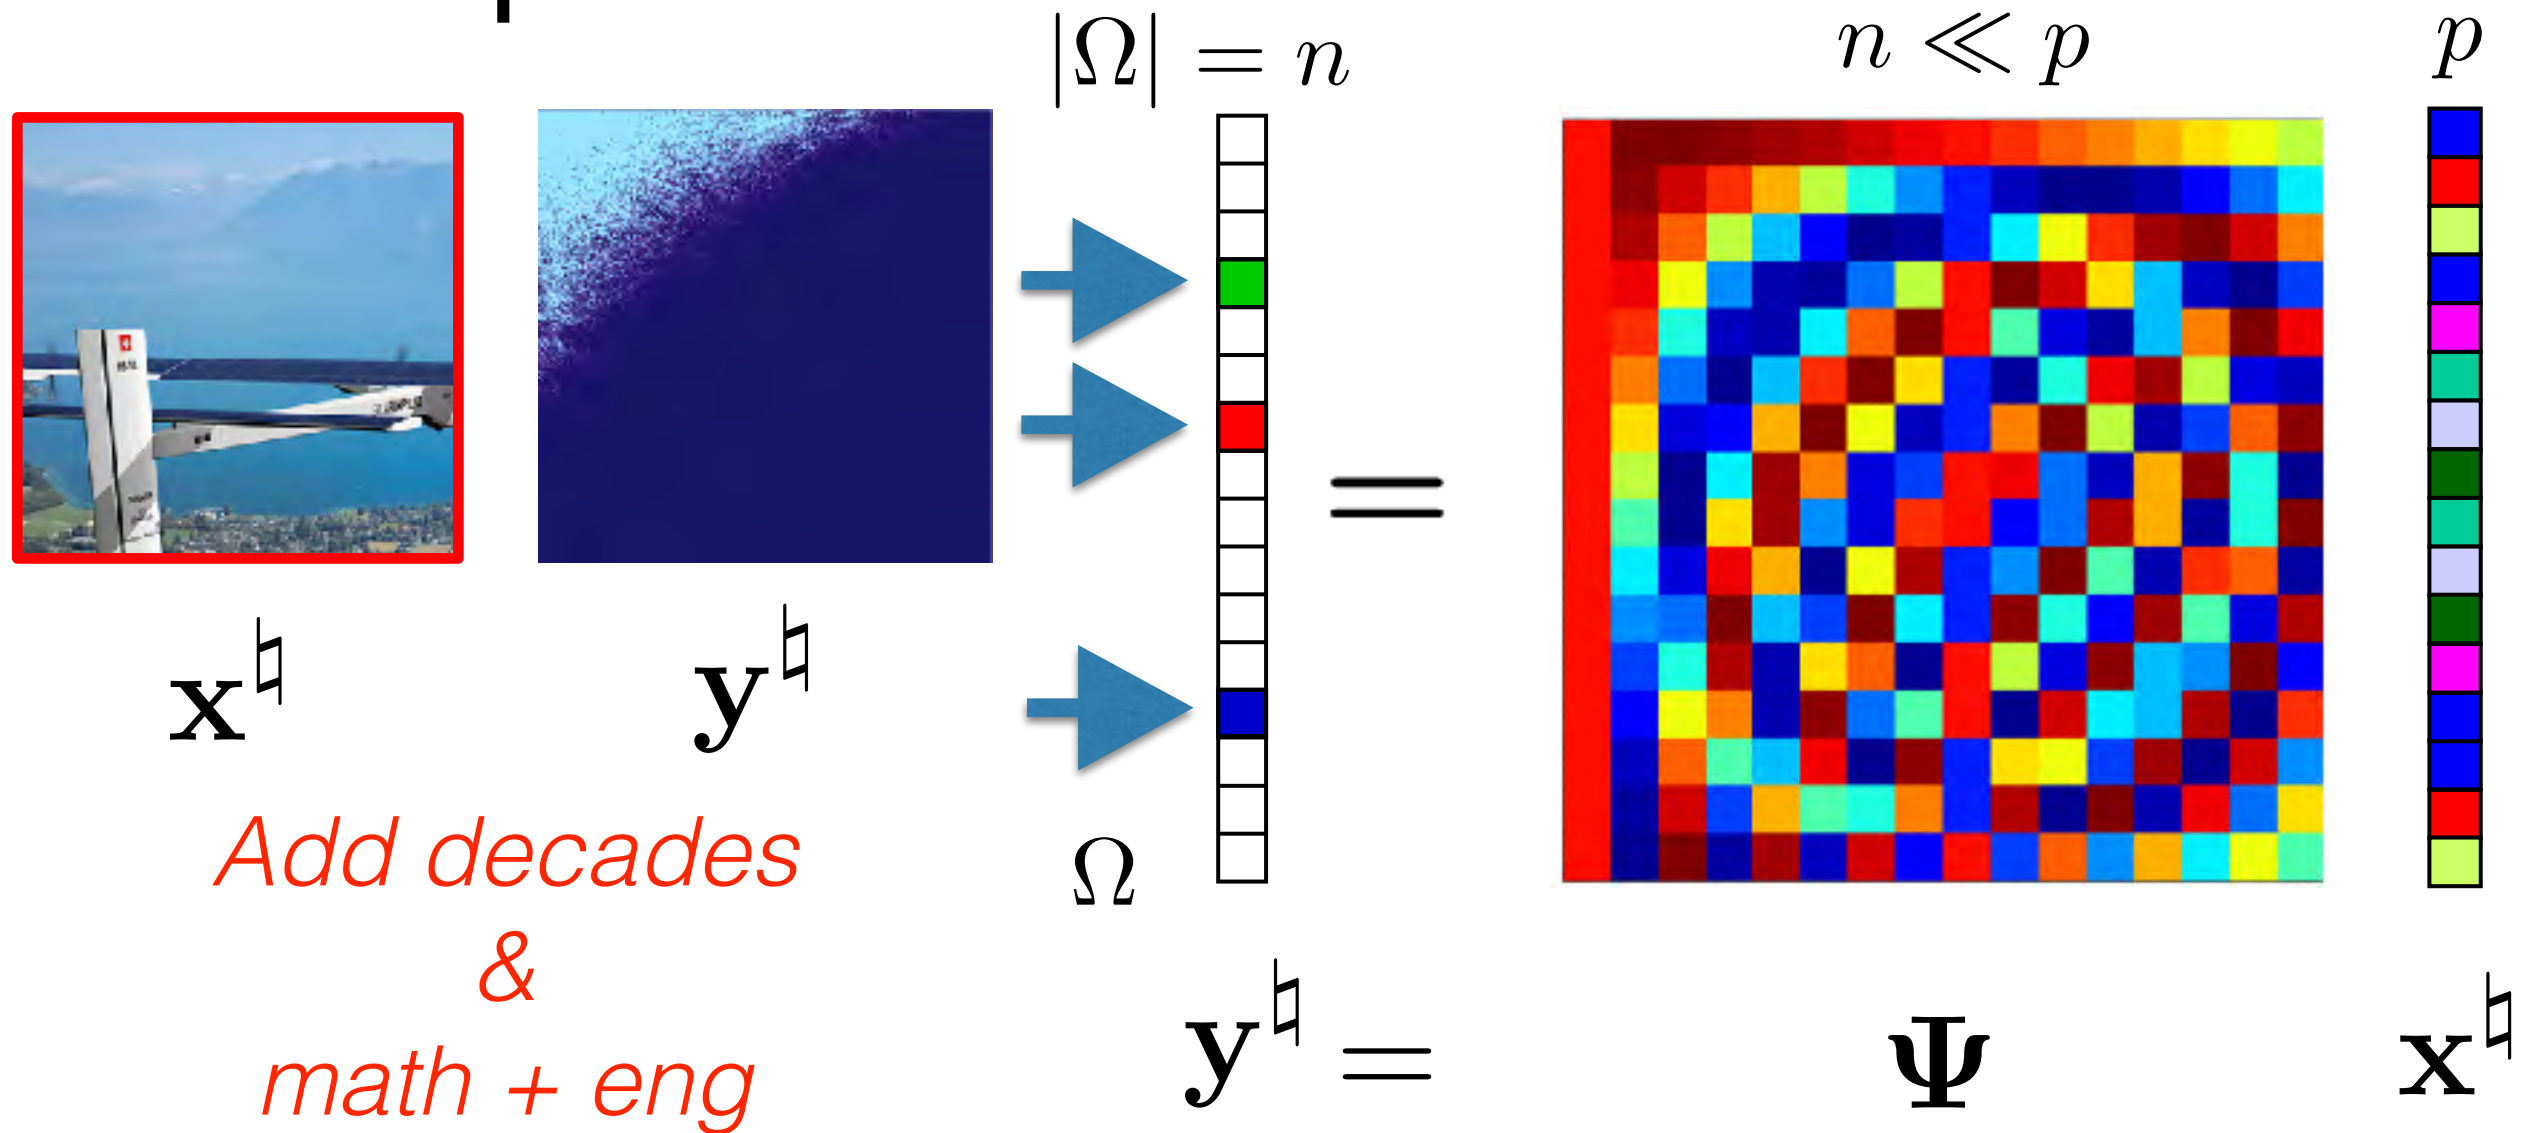 |Ω| = n
n ≪ p
p
=
x^♮
y^♮
Add decades
&
math + eng
Ω
y^♮ =
Ψ
x^♮